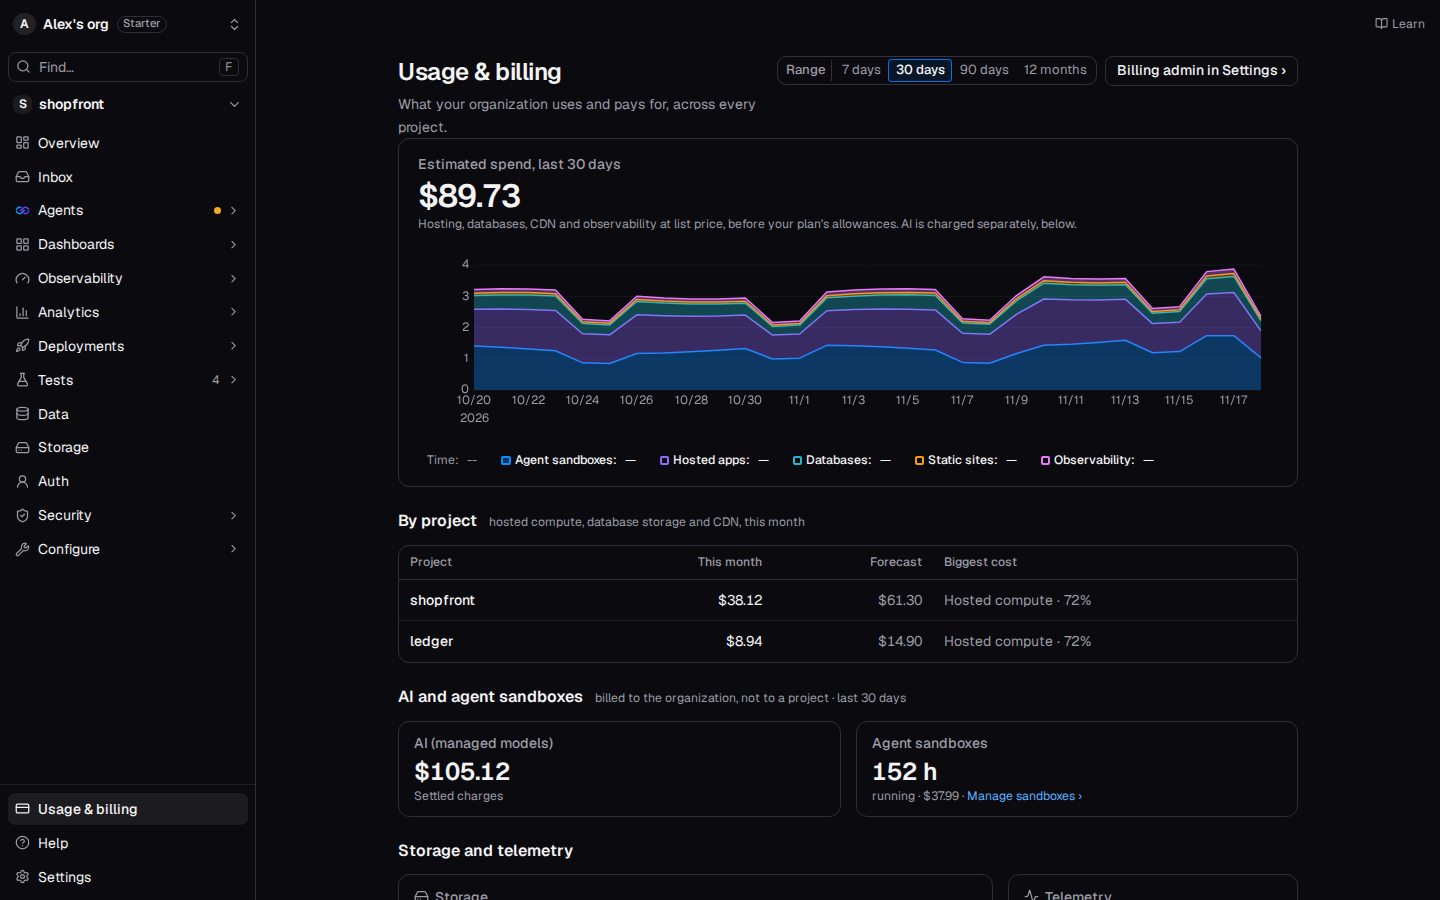 A Alex's org Starter
Find... F
S shopfront
Overview
Inbox
Agents
Dashboards
Observability
Analytics
Deployments
Tests 4
Data
Storage
Auth
Security
Configure
Usage & billing
Help
Settings
Learn
Usage & billing
Range 7 days 30 days 90 days 12 months
Billing admin in Settings ›
What your organization uses and pays for, across every
project.
Estimated spend, last 30 days
$89.73
Hosting, databases, CDN and observability at list price, before your plan's allowances. AI is charged separately, below.
4
3
2
1
0
10/20 10/22 10/24 10/26 10/28 10/30 11/1 11/3 11/5 11/7 11/9 11/11 11/13 11/15 11/17
2026
Time: -- Agent sandboxes: — Hosted apps: — Databases: — Static sites: — Observability: —
By project hosted compute, database storage and CDN, this month
Project This month Forecast Biggest cost
shopfront $38.12 $61.30 Hosted compute · 72%
ledger $8.94 $14.90 Hosted compute · 72%
AI and agent sandboxes billed to the organization, not to a project · last 30 days
AI (managed models)
$105.12
Settled charges
Agent sandboxes
152 h
running · $37.99 · Manage sandboxes ›
Storage and telemetry
Storage
Telemetry